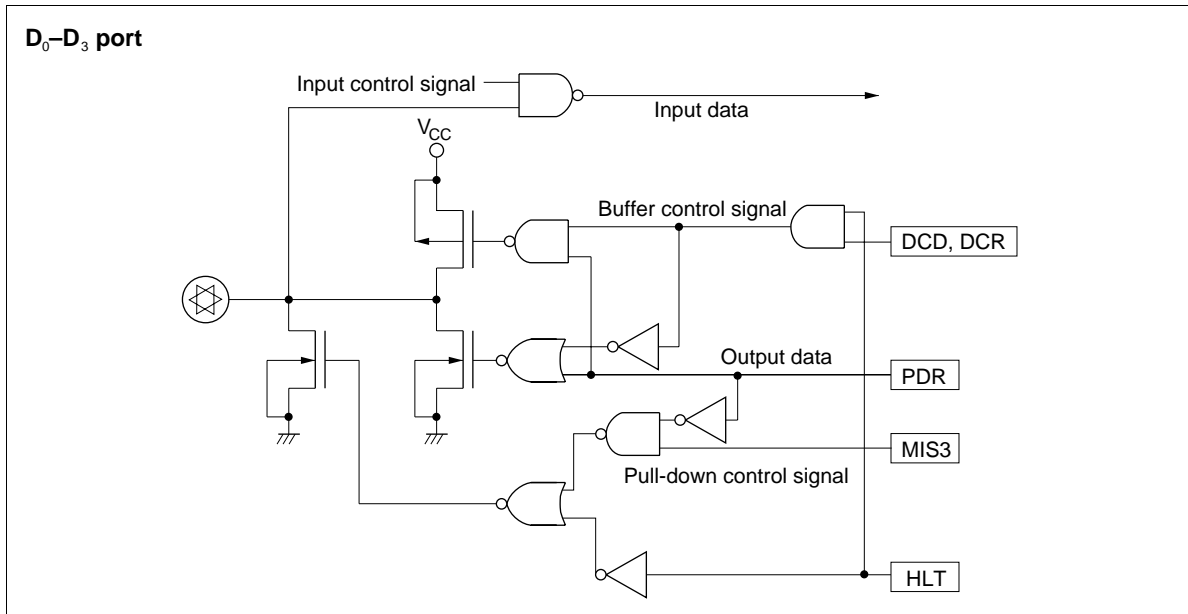 D₀–D₃ port
Input control signal
Input data
VCC
Buffer control signal
DCD, DCR
Output data
PDR
MIS3
Pull-down control signal
HLT